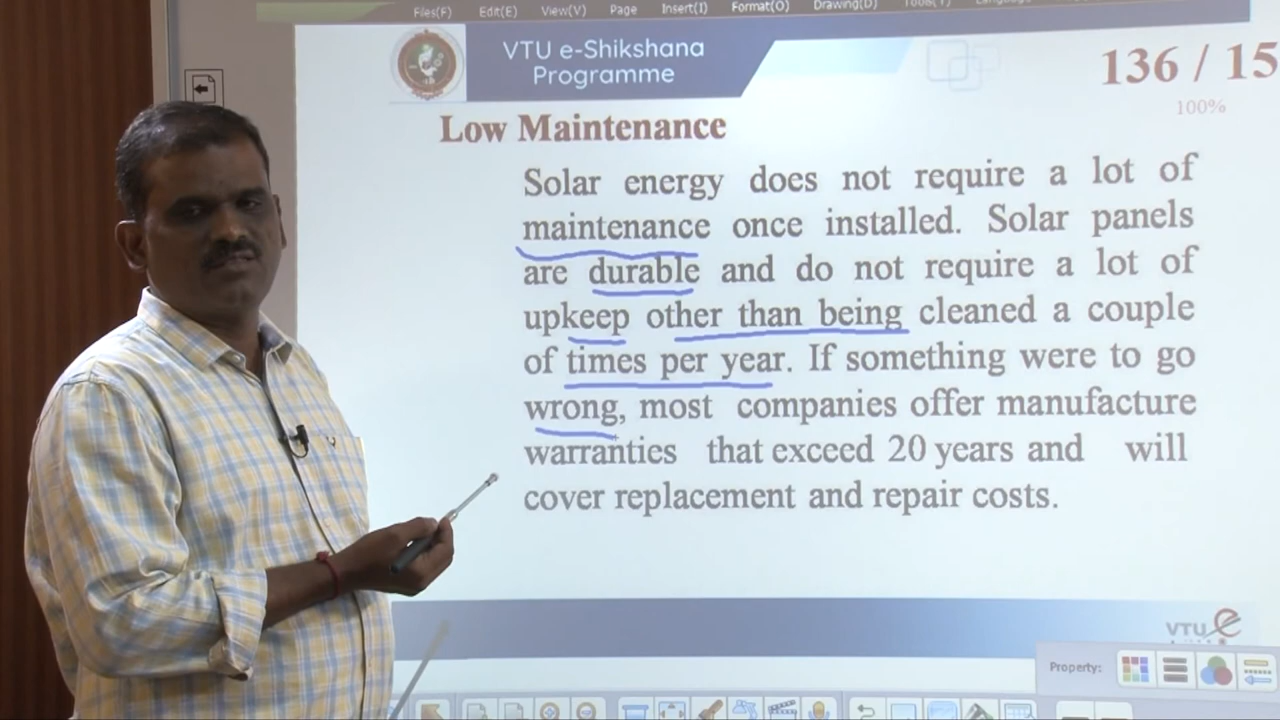 Files(F) Edit(E) View(V) Page Insert(I) Format(O) Drawing(D)
VTU e-Shikshana
Programme
136 / 15
100%
Low Maintenance
Solar energy does not require a lot of
maintenance once installed. Solar panels
are durable and do not require a lot of
upkeep other than being cleaned a couple
of times per year. If something were to go
wrong, most companies offer manufacture
warranties that exceed 20 years and will
cover replacement and repair costs.
VTU e
Property: